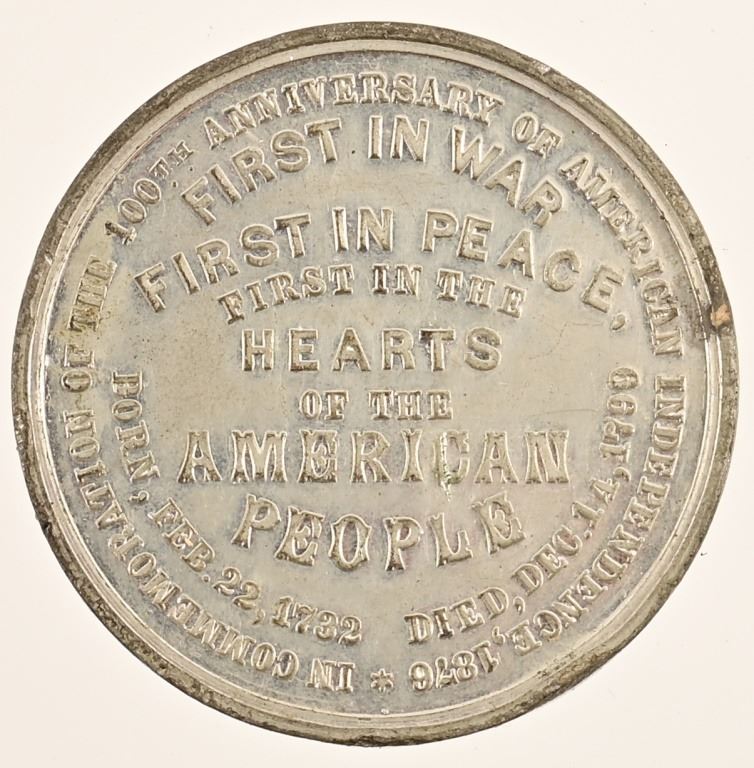 IN COMMEMORATION OF THE 100TH ANNIVERSARY OF AMERICAN INDEPENDENCE, 1876 *
FIRST IN WAR
FIRST IN PEACE,
FIRST IN THE
HEARTS
OF THE
AMERICAN
PEOPLE
BORN, FEB. 22, 1732 DIED, DEC. 14, 1799